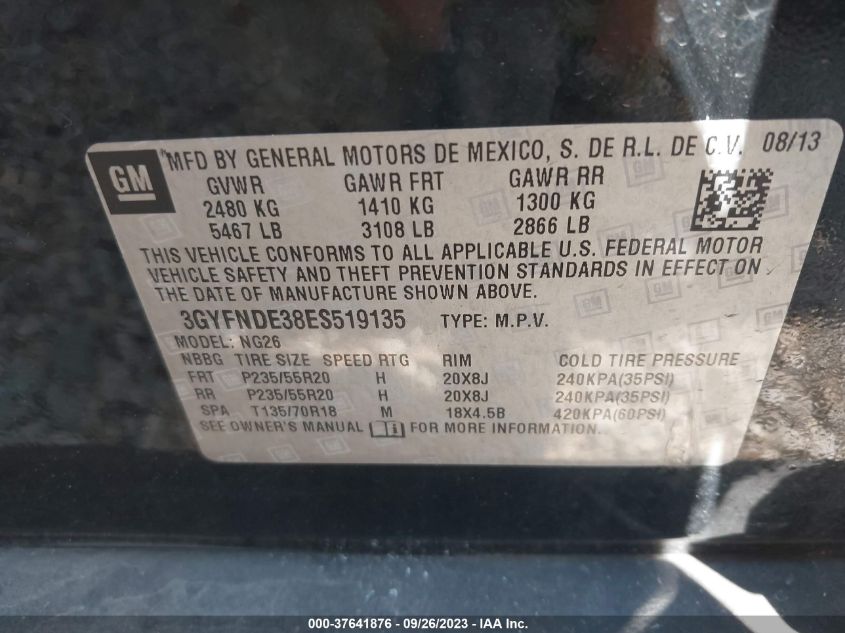 GM
"MFD BY GENERAL MOTORS DE MEXICO, S. DE R.L. DE C.V. 08/13
GVWR GAWR FRT GAWR RR
2480 KG 1410 KG 1300 KG
5467 LB 3108 LB 2866 LB
THIS VEHICLE CONFORMS TO ALL APPLICABLE U.S. FEDERAL MOTOR
VEHICLE SAFETY AND THEFT PREVENTION STANDARDS IN EFFECT ON
THE DATE OF MANUFACTURE SHOWN ABOVE.
3GYFNDE38ES519135 TYPE: M.P.V.
MODEL: NG26
NBBG TIRE SIZE SPEED RTG RIM COLD TIRE PRESSURE
FRT P235/55R20 H 20X8J 240KPA(35PSI)
RR P235/55R20 H 20X8J 240KPA(35PSI)
SPA T135/70R18 M 18X4.5B 420KPA(60PSI)
SEE OWNER'S MANUAL FOR MORE INFORMATION.
000-37641876 - 09/26/2023 - IAA Inc.